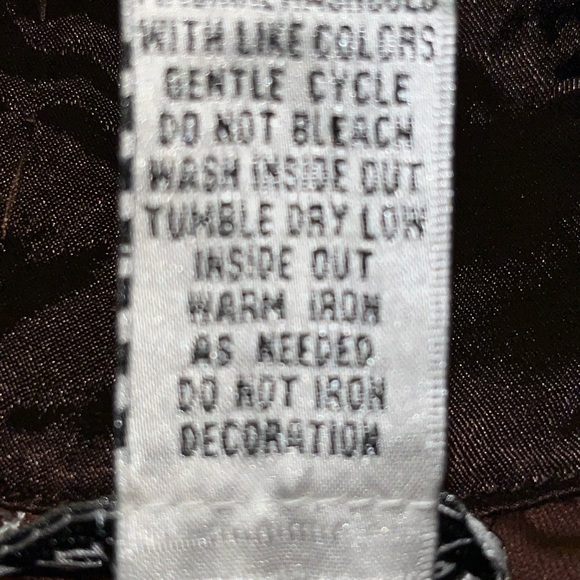 WITH LIKE COLORS
GENTLE CYCLE
DO NOT BLEACH
WASH INSIDE OUT
TUMBLE DRY LOW
INSIDE OUT
WARM IRON
AS NEEDED
DO NOT IRON
DECORATION